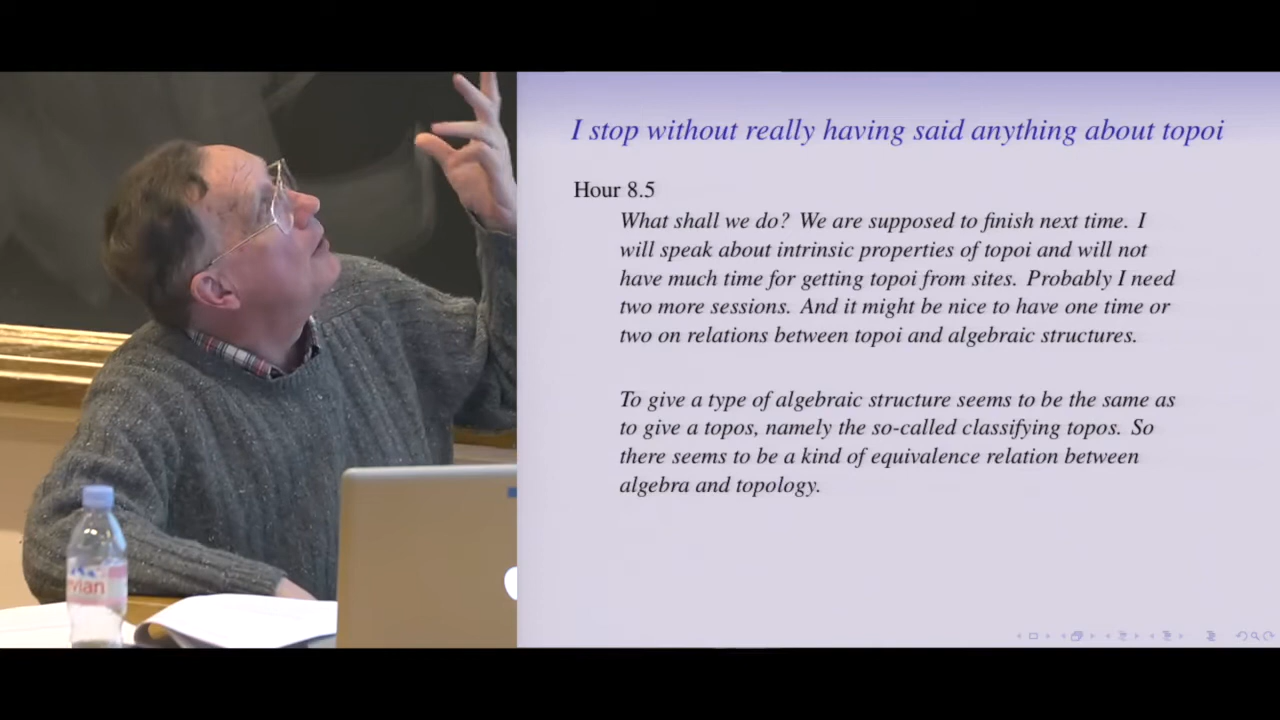 I stop without really having said anything about topoi
Hour 8.5
What shall we do? We are supposed to finish next time. I
will speak about intrinsic properties of topoi and will not
have much time for getting topoi from sites. Probably I need
two more sessions. And it might be nice to have one time or
two on relations between topoi and algebraic structures.
To give a type of algebraic structure seems to be the same as
to give a topos, namely the so-called classifying topos. So
there seems to be a kind of equivalence relation between
algebra and topology.
evian